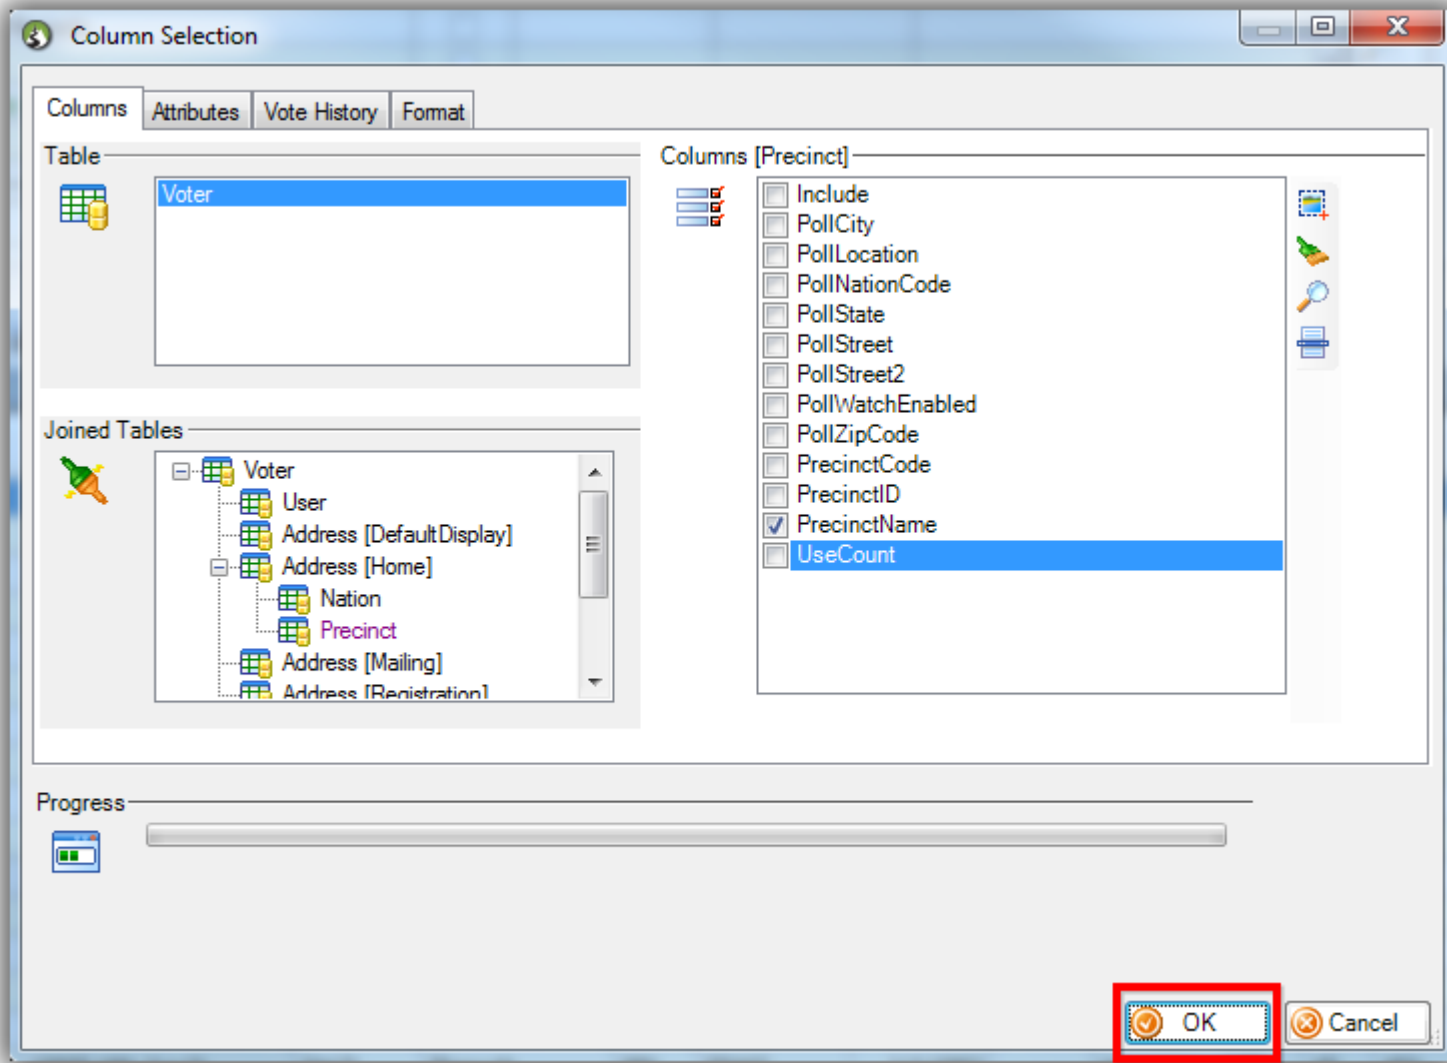 Column Selection
Columns Attributes Vote History Format
Table
Voter
Joined Tables
Voter
User
Address [DefaultDisplay]
Address [Home]
Nation
Precinct
Address [Mailing]
Address [Registration]
Columns [Precinct]
Include
PollCity
PollLocation
PollNationCode
PollState
PollStreet
PollStreet2
PollWatchEnabled
PollZipCode
PrecinctCode
PrecinctID
PrecinctName
UseCount
Progress
OK Cancel